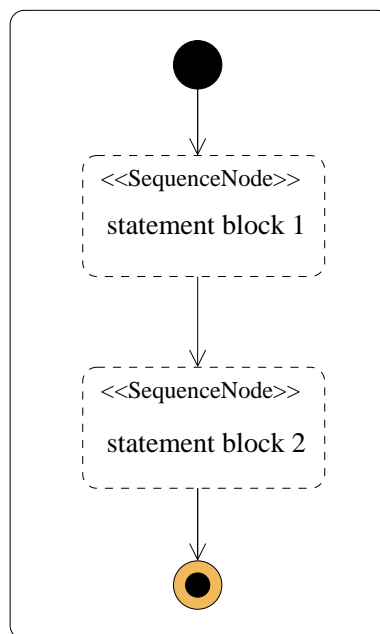 <<SequenceNode>>
statement block 1
<<SequenceNode>>
statement block 2